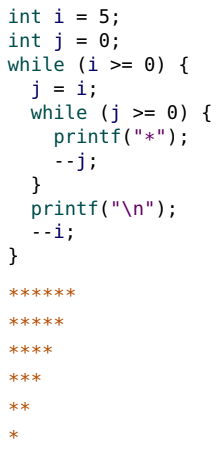 int i = 5;
int j = 0;
while (i >= 0) {
  j = i;
  while (j >= 0) {
    printf("*");
    --j;
  }
  printf("\n");
  --i;
}
******
*****
****
***
**
*